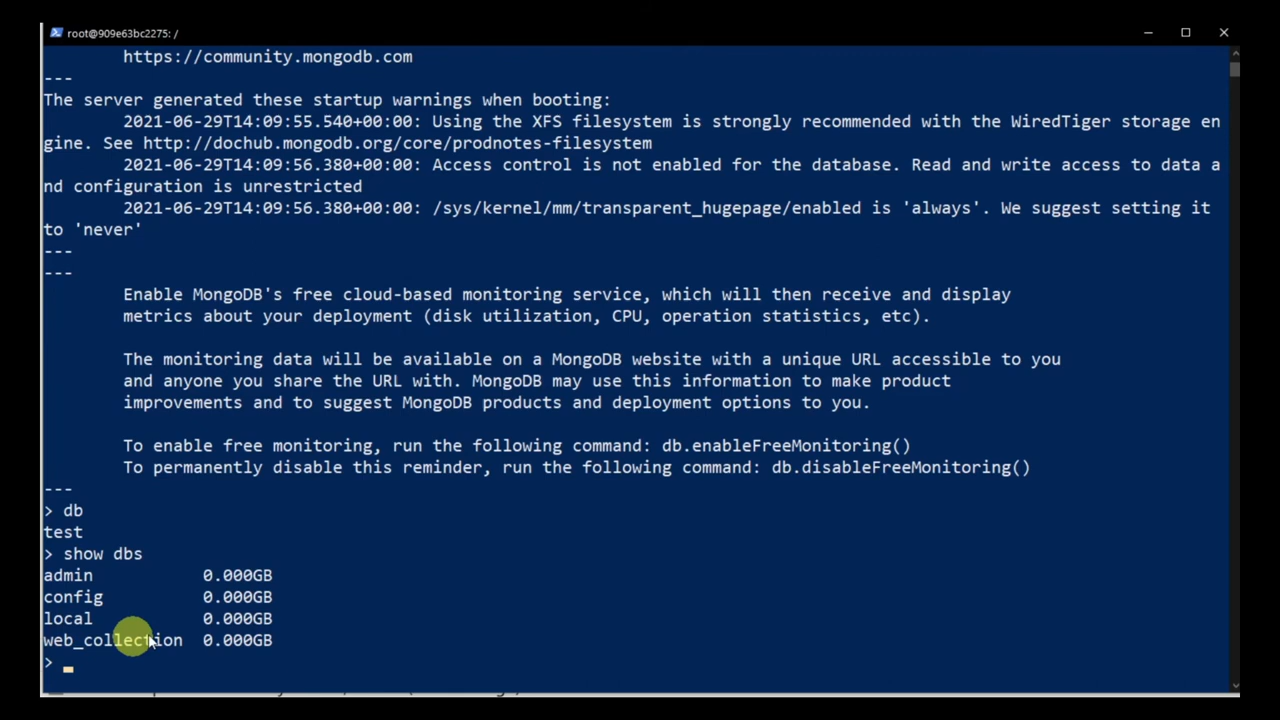 root@909e63bc2275: /
https://community.mongodb.com
---
The server generated these startup warnings when booting:
2021-06-29T14:09:55.540+00:00: Using the XFS filesystem is strongly recommended with the WiredTiger storage en
gine. See http://dochub.mongodb.org/core/prodnotes-filesystem
2021-06-29T14:09:56.380+00:00: Access control is not enabled for the database. Read and write access to data a
nd configuration is unrestricted
2021-06-29T14:09:56.380+00:00: /sys/kernel/mm/transparent_hugepage/enabled is 'always'. We suggest setting it
to 'never'
---
---
Enable MongoDB's free cloud-based monitoring service, which will then receive and display
metrics about your deployment (disk utilization, CPU, operation statistics, etc).
The monitoring data will be available on a MongoDB website with a unique URL accessible to you
and anyone you share the URL with. MongoDB may use this information to make product
improvements and to suggest MongoDB products and deployment options to you.
To enable free monitoring, run the following command: db.enableFreeMonitoring()
To permanently disable this reminder, run the following command: db.disableFreeMonitoring()
---
> db
test
> show dbs
admin 0.000GB
config 0.000GB
local 0.000GB
web_collection 0.000GB
>